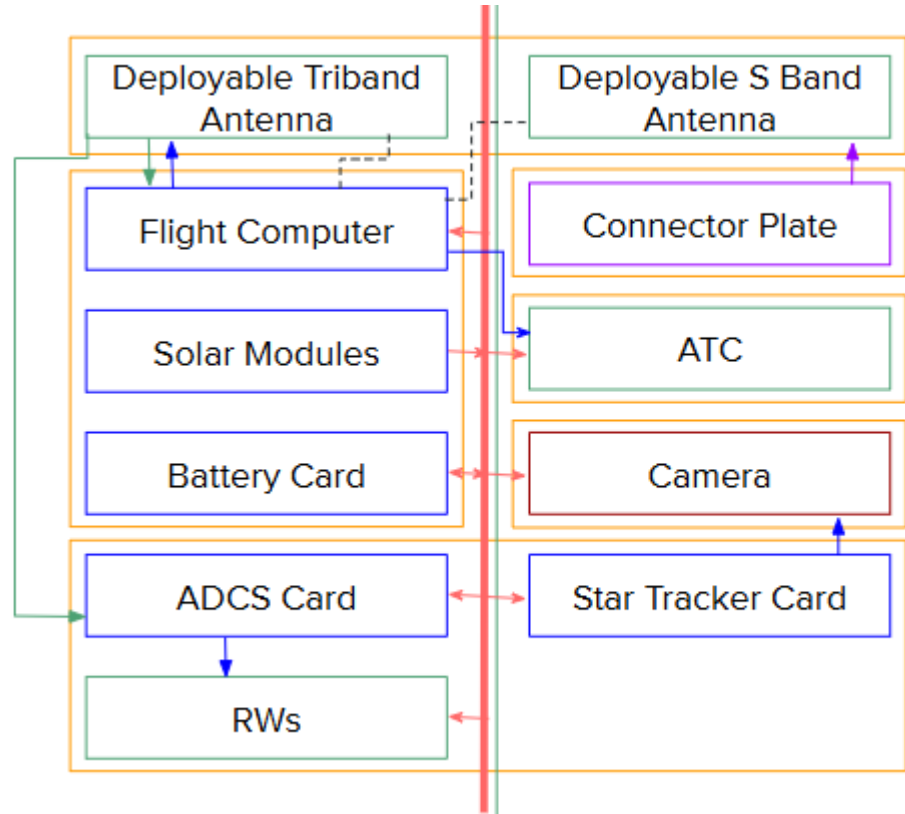 Deployable Triband
Antenna
Deployable S Band
Antenna
Flight Computer
Connector Plate
Solar Modules
ATC
Battery Card
Camera
ADCS Card
Star Tracker Card
RWs